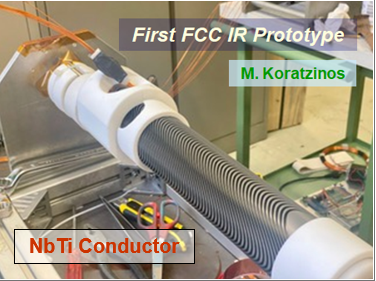 First FCC IR Prototype
M. Koratzinos
NbTi Conductor